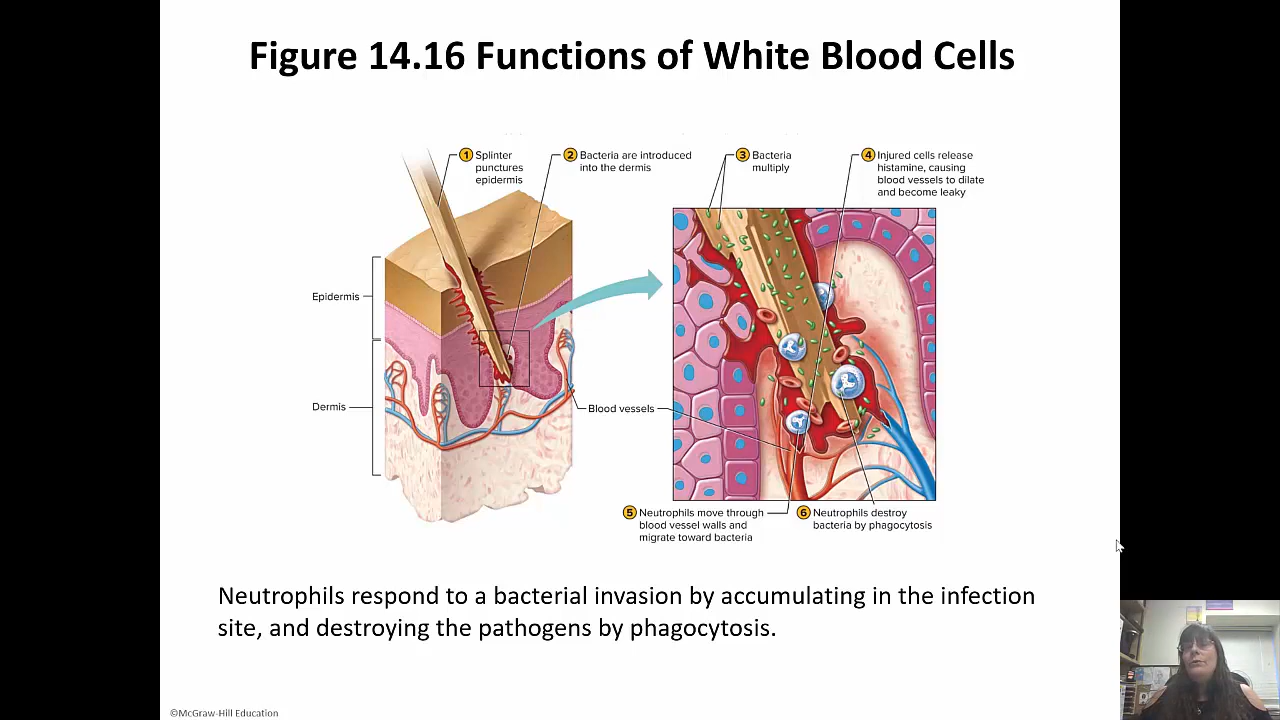 Figure 14.16 Functions of White Blood Cells
1 Splinter
punctures
epidermis
2 Bacteria are introduced
into the dermis
3 Bacteria
multiply
4 Injured cells release
histamine, causing
blood vessels to dilate
and become leaky
Epidermis
Dermis
Blood vessels
5 Neutrophils move through
blood vessel walls and
migrate toward bacteria
6 Neutrophils destroy
bacteria by phagocytosis
Neutrophils respond to a bacterial invasion by accumulating in the infection
site, and destroying the pathogens by phagocytosis.
©McGraw-Hill Education